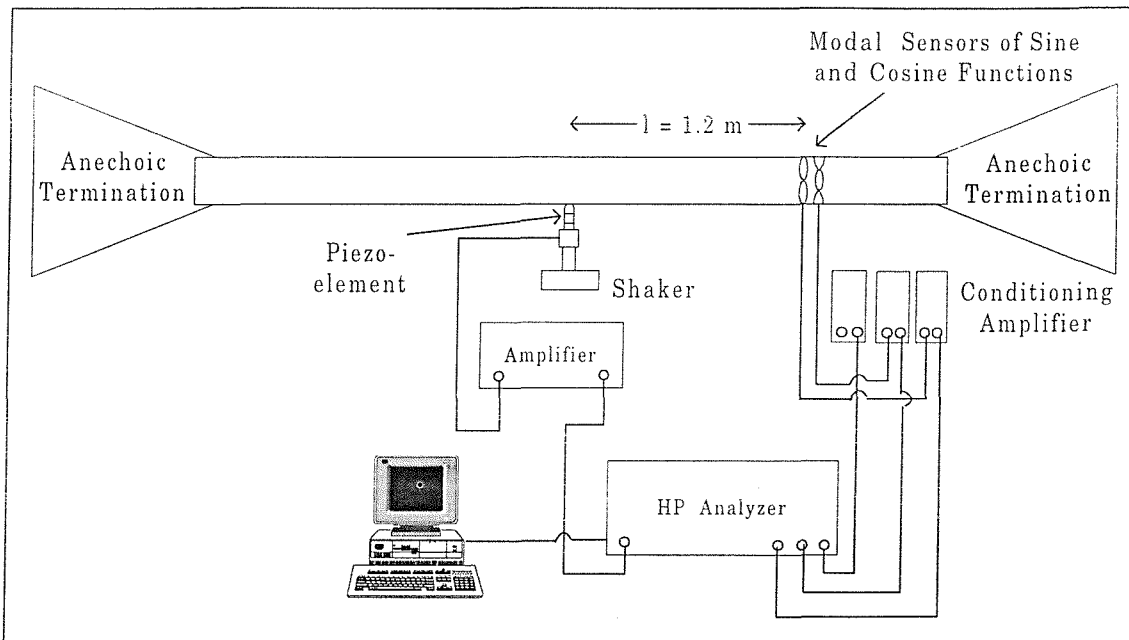 Modal Sensors of Sine
and Cosine Functions
l = 1.2 m
Anechoic
Termination
Anechoic
Termination
Piezo-
element
Shaker
Conditioning
Amplifier
Amplifier
HP Analyzer